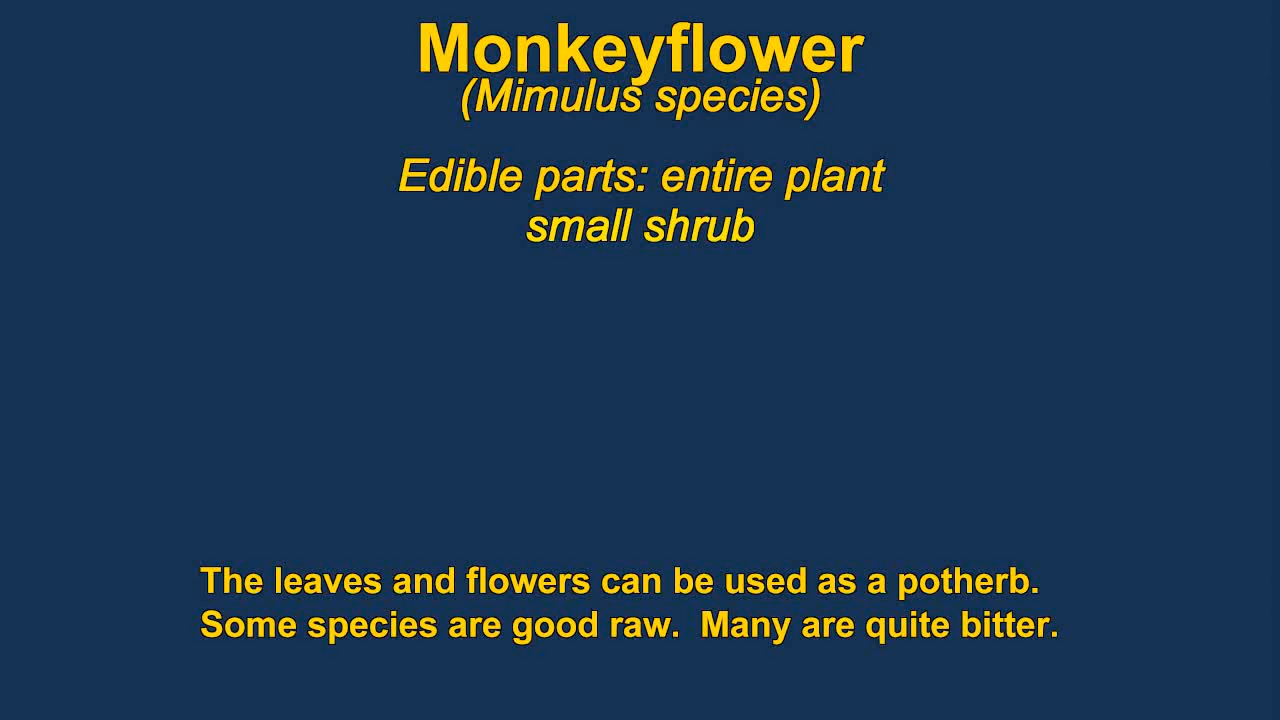 Monkeyflower
(Mimulus species)
Edible parts: entire plant
small shrub
The leaves and flowers can be used as a potherb.
Some species are good raw.  Many are quite bitter.